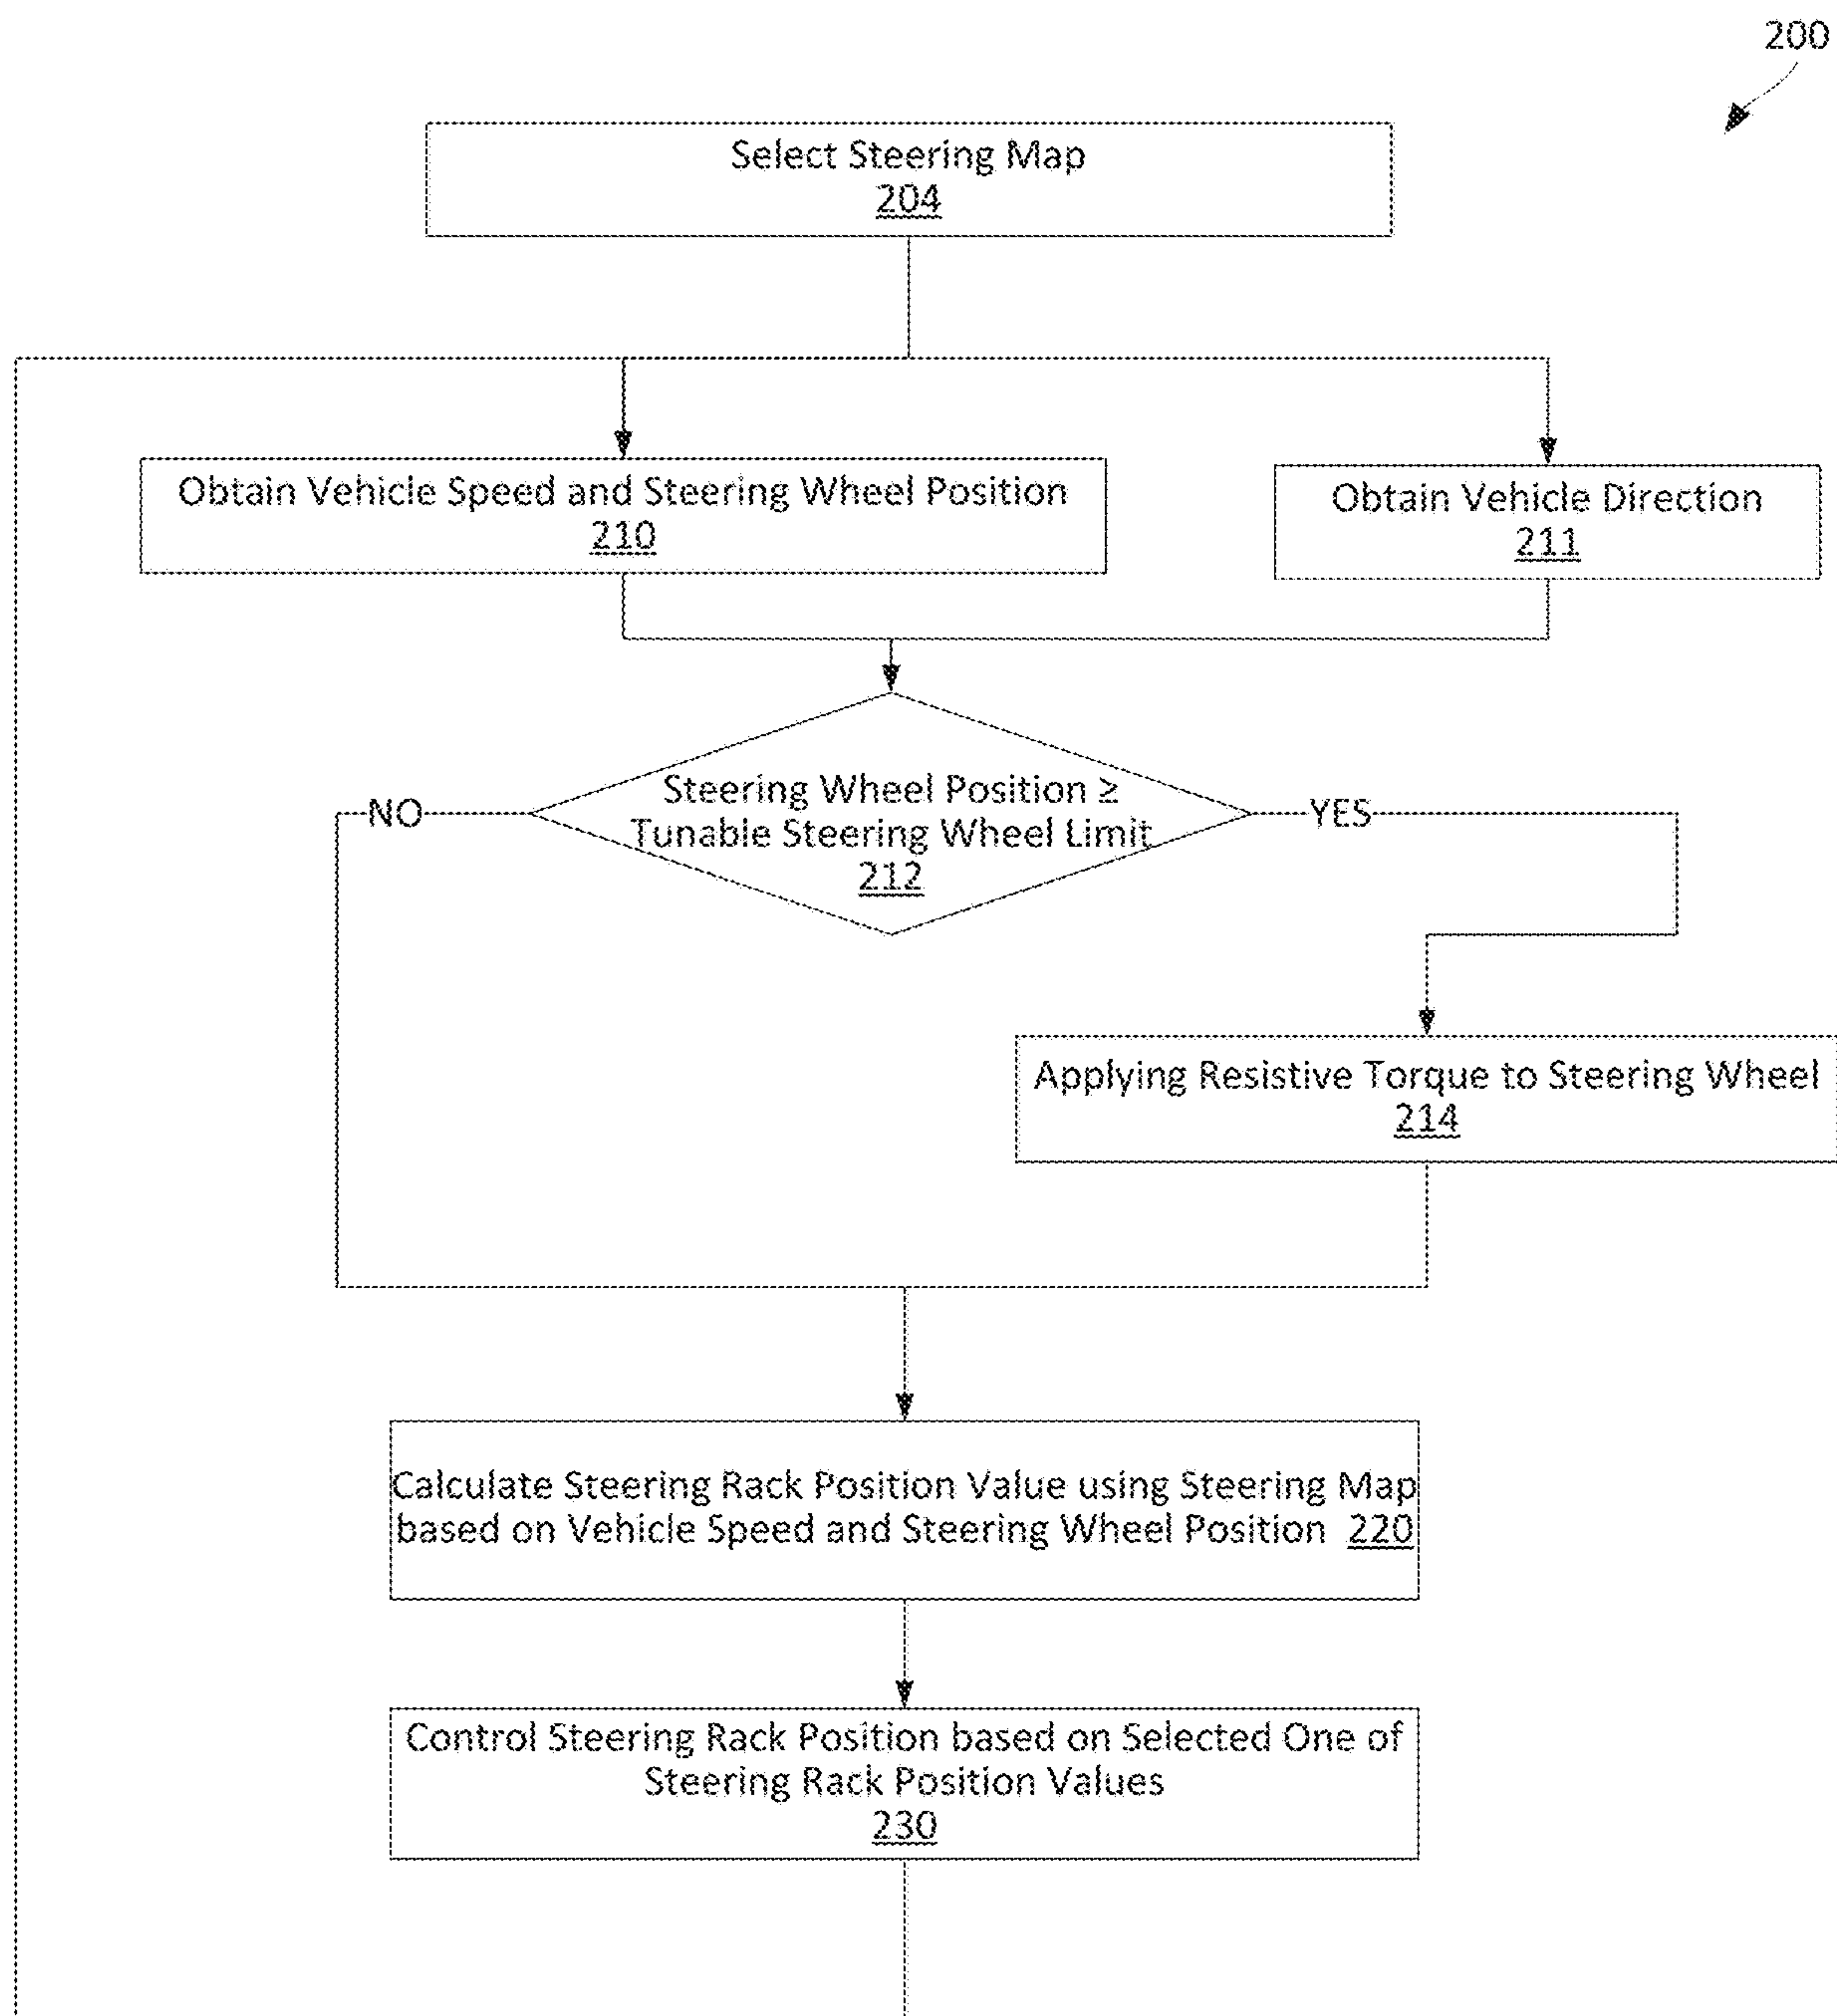 200
Select Steering Map
204
Obtain Vehicle Speed and Steering Wheel Position
210
Obtain Vehicle Direction
211
Steering Wheel Position ≥
Tunable Steering Wheel Limit
212
NO
YES
Applying Resistive Torque to Steering Wheel
214
Calculate Steering Rack Position Value using Steering Map
based on Vehicle Speed and Steering Wheel Position 220
Control Steering Rack Position based on Selected One of
Steering Rack Position Values
230